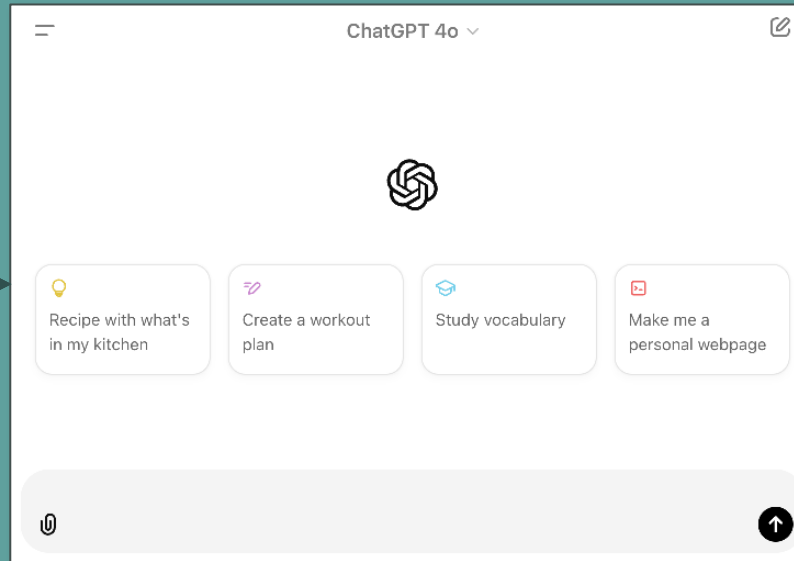 ChatGPT 4o
Recipe with what's
in my kitchen
Create a workout
plan
Study vocabulary
Make me a
personal webpage